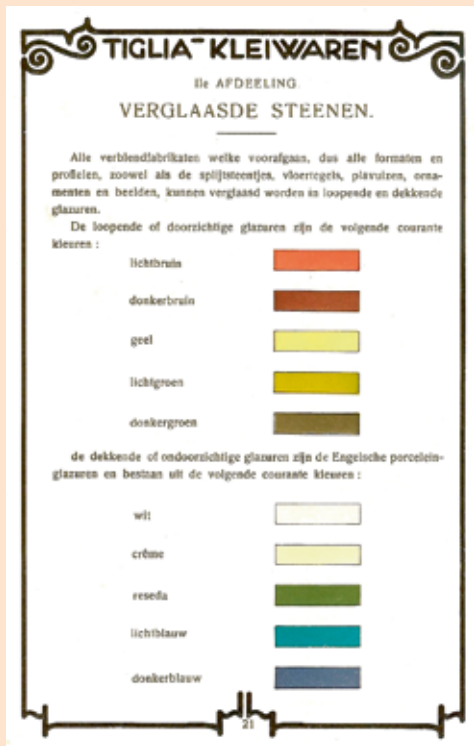 TIGLIA-KLEIWAREN
IIe AFDEELING.
VERGLAASDE STEENEN.
Alle verblendfabrikaten welke voorafgaan, dus alle formaten en
profielen, zoowel als de splijtsteentjes, vloertegels, plavuizen, orna-
menten en beelden, kunnen verglaasd worden in loopende en dekkende
glazuren.
De loopende of doorzichtige glazuren zijn de volgende courante
kleuren :
lichtbruin
donkerbruin
geel
lichtgroen
donkergroen
de dekkende of ondoorzichtige glazuren zijn de Engelsche porcelein-
glazuren en bestaan uit de volgende courante kleuren :
wit
crême
reseda
lichtblauw
donkerblauw
21